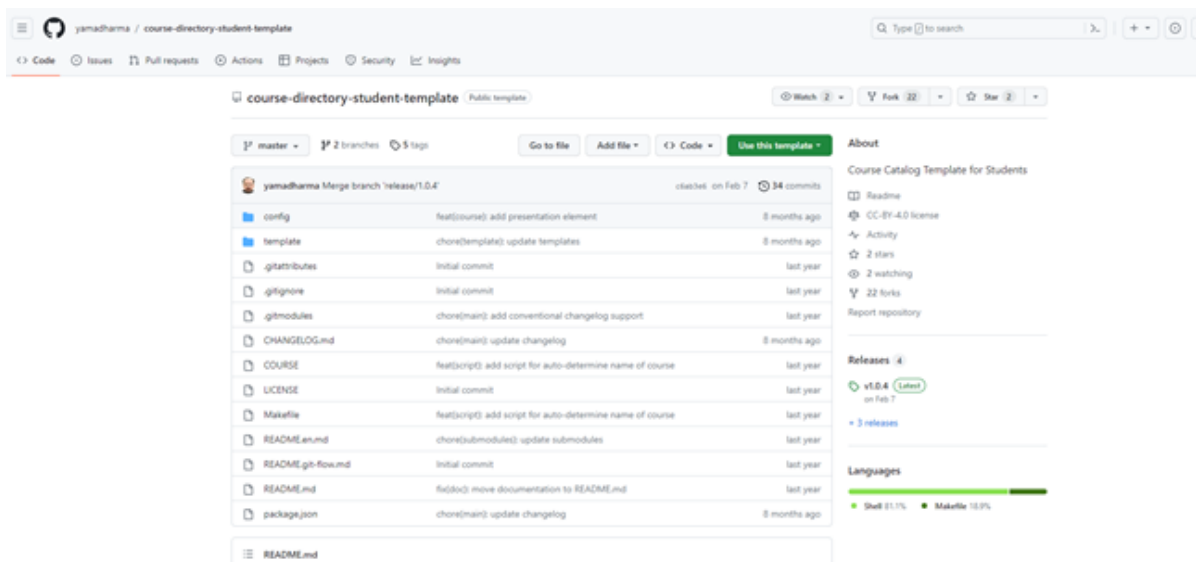 yamadharma / course-directory-student-template
Type / to search
Code Issues Pull requests Actions Projects Security Insights
course-directory-student-template Public template
Watch 2 Fork 22 Star 2
master 2 branches 5 tags Go to file Add file Code Use this template
yamadharma Merge branch 'release/1.0.4' on Feb 7 34 commits
config feat(course): add presentation element 8 months ago
template chore(template): update templates 8 months ago
.gitattributes Initial commit last year
.gitignore Initial commit last year
.gitmodules chore(main): add conventional changelog support last year
CHANGELOG.md chore(main): update changelog 8 months ago
COURSE feat(script): add script for auto-determine name of course last year
LICENSE Initial commit last year
Makefile feat(script): add script for auto-determine name of course last year
README.en.md chore(submodules): update submodules last year
README.git-flow.md Initial commit last year
README.md fix(doc): move documentation to README.md last year
package.json chore(main): update changelog 8 months ago
README.md
About
Course Catalog Template for Students
Readme
CC-BY-4.0 license
Activity
2 stars
2 watching
22 forks
Report repository
Releases 4
v1.0.4 Latest
on Feb 7
+ 3 releases
Languages
Shell 81.1% Makefile 18.9%